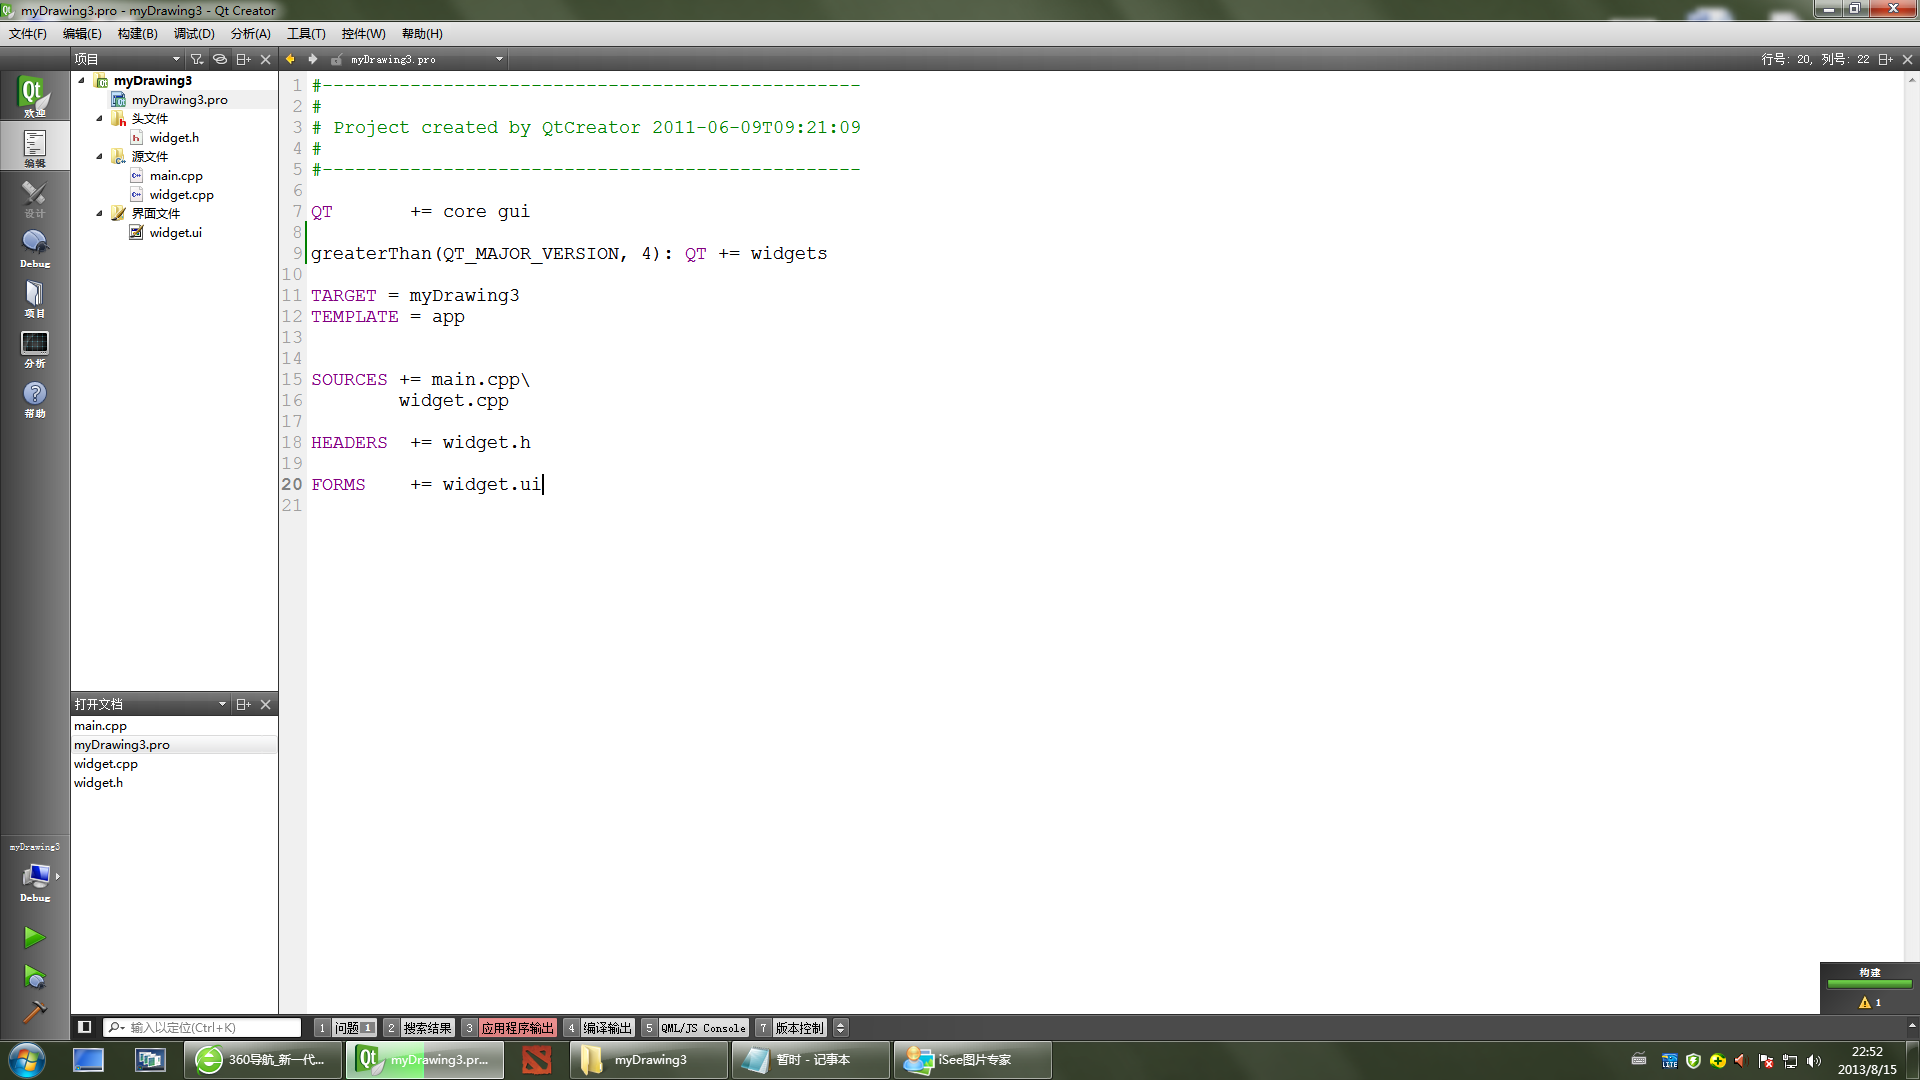 myDrawing3.pro - myDrawing3 - Qt Creator
文件(F) 编辑(E) 构建(B) 调试(D) 分析(A) 工具(T) 控件(W) 帮助(H)
项目
myDrawing3.pro
行号: 20, 列号: 22
欢迎
编辑
设计
Debug
项目
分析
帮助
myDrawing3
myDrawing3.pro
头文件
widget.h
源文件
main.cpp
widget.cpp
界面文件
widget.ui
1 #-------------------------------------------------
2 #
3 # Project created by QtCreator 2011-06-09T09:21:09
4 #
5 #-------------------------------------------------
6
7 QT       += core gui
8
9 greaterThan(QT_MAJOR_VERSION, 4): QT += widgets
10
11 TARGET = myDrawing3
12 TEMPLATE = app
13
14
15 SOURCES += main.cpp\
16         widget.cpp
17
18 HEADERS  += widget.h
19
20 FORMS    += widget.ui
21
打开文档
main.cpp
myDrawing3.pro
widget.cpp
widget.h
myDrawing3
Debug
构建
1
输入以定位(Ctrl+K)
1 问题 1
2 搜索结果
3 应用程序输出
4 编译输出
5 QML/JS Console
7 版本控制
360导航_新一代...
myDrawing3.pr...
myDrawing3
暂时 - 记事本
iSee图片专家
22:52
2013/8/15